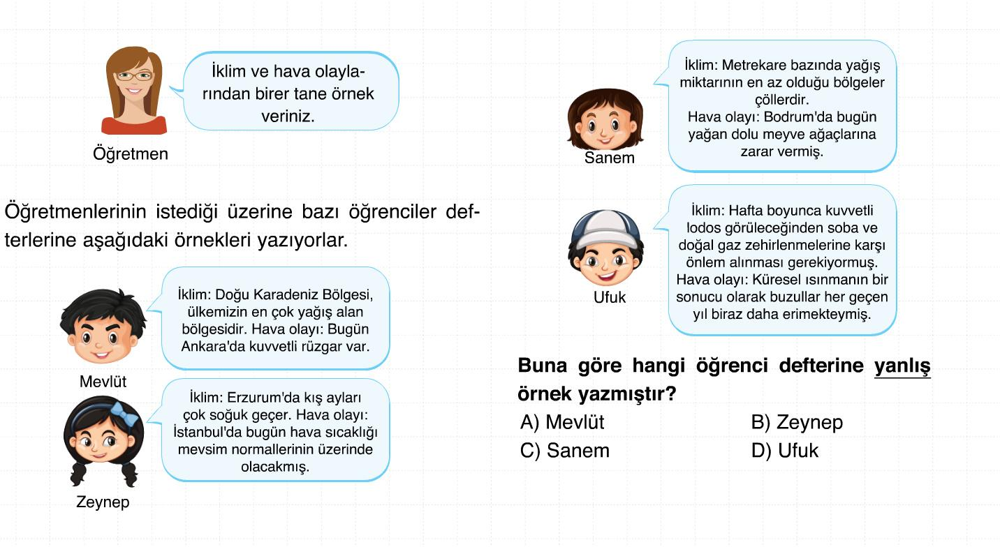 İklim ve hava olayla-
rından birer tane örnek
veriniz.
Öğretmen
Öğretmenlerinin istediği üzerine bazı öğrenciler def-
terlerine aşağıdaki örnekleri yazıyorlar.
İklim: Doğu Karadeniz Bölgesi,
ülkemizin en çok yağış alan
bölgesidir. Hava olayı: Bugün
Ankara'da kuvvetli rüzgar var.
Mevlüt
İklim: Erzurum'da kış ayları
çok soğuk geçer. Hava olayı:
İstanbul'da bugün hava sıcaklığı
mevsim normallerinin üzerinde
olacakmış.
Zeynep
İklim: Metrekare bazında yağış
miktarının en az olduğu bölgeler
çöllerdir.
Hava olayı: Bodrum'da bugün
yağan dolu meyve ağaçlarına
zarar vermiş.
Sanem
İklim: Hafta boyunca kuvvetli
lodos görüleceğinden soba ve
doğal gaz zehirlenmelerine karşı
önlem alınması gerekiyormuş.
Hava olayı: Küresel ısınmanın bir
sonucu olarak buzullar her geçen
yıl biraz daha erimekteymiş.
Ufuk
Buna göre hangi öğrenci defterine yanlış
örnek yazmıştır?
A) Mevlüt B) Zeynep
C) Sanem D) Ufuk